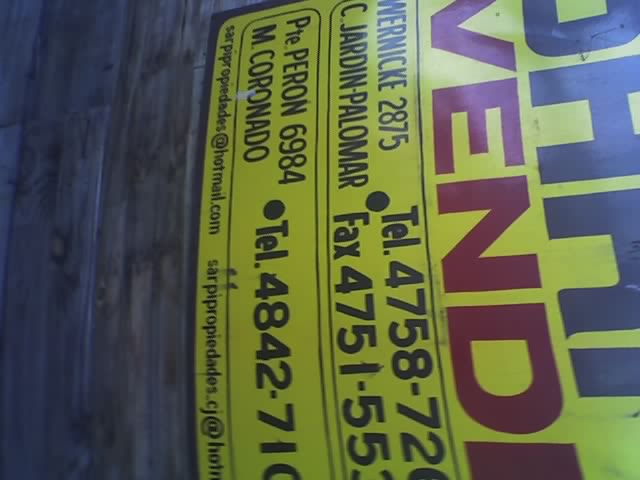 VEND
WERNICKE 2875
C. JARDIN-PALOMAR
● Tel. 4758-72
Fax 4751-55
Pte. PERON 6984
M. CORONADO
● Tel. 4842-71
sarpipropiedades@hotmail.com sarpipropiedades.cj@hot